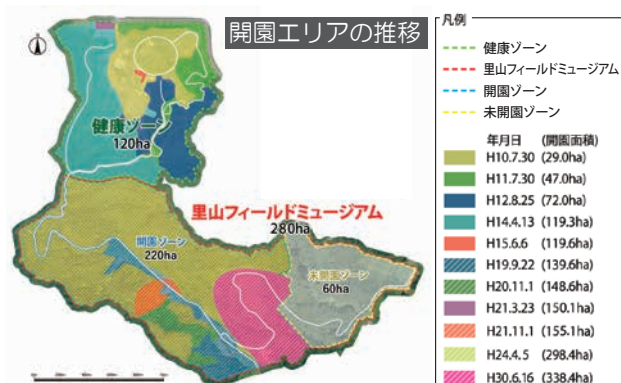 開園エリアの推移
健康ゾーン
120ha
里山フィールドミュージアム
280ha
開園ゾーン
220ha
未開園ゾーン
60ha
凡例
健康ゾーン
里山フィールドミュージアム
開園ゾーン
未開園ゾーン
年月日 (開園面積)
H10.7.30 (29.0ha)
H11.7.30 (47.0ha)
H12.8.25 (72.0ha)
H14.4.13 (119.3ha)
H15.6.6 (119.6ha)
H19.9.22 (139.6ha)
H20.11.1 (148.6ha)
H21.3.23 (150.1ha)
H21.11.1 (155.1ha)
H24.4.5 (298.4ha)
H30.6.16 (338.4ha)